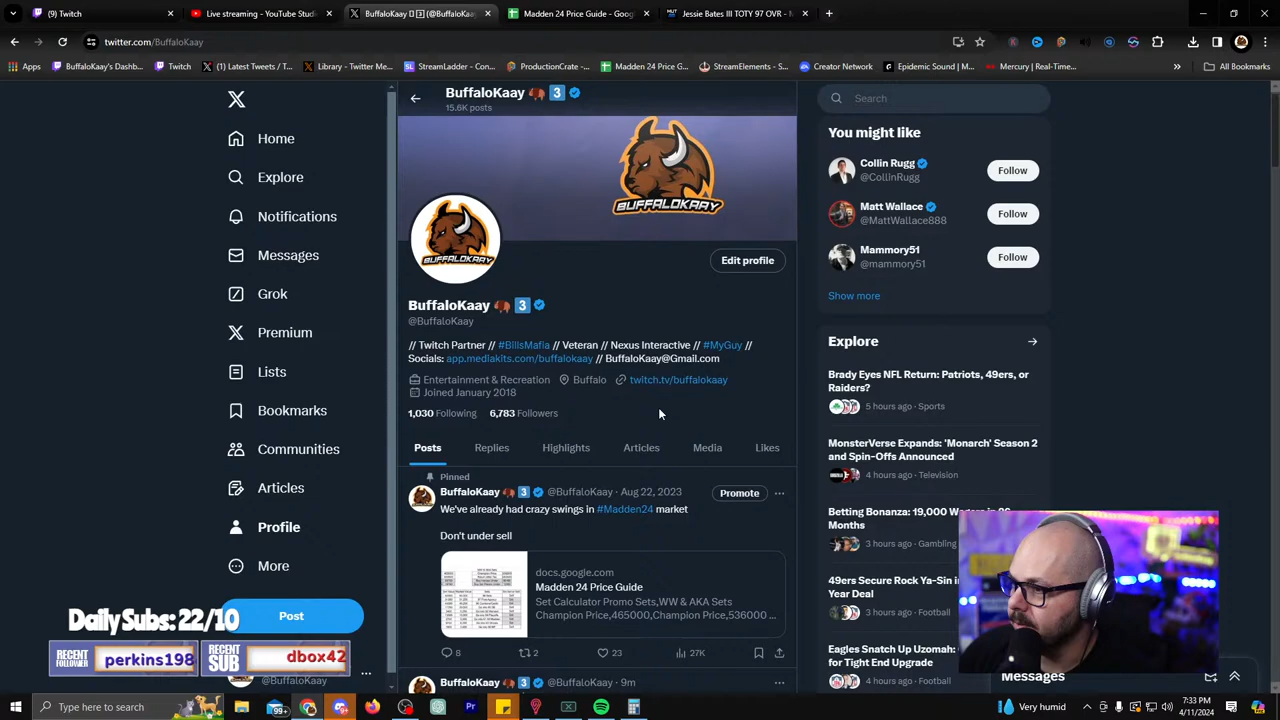 (9) Twitch
Live streaming - YouTube Studi
BuffaloKaay 🦬 3️⃣ (@BuffaloKaa
Madden 24 Price Guide - Goog
Jessie Bates III TOTY 97 OVR - M
twitter.com/BuffaloKaay
Apps
BuffaloKaay's Dashb...
Twitch
(1) Latest Tweets / T...
Library - Twitter Me...
StreamLadder - Con...
ProductionCrate - M...
Madden 24 Price G...
StreamElements - S...
Creator Network
Epidemic Sound | M...
Mercury | Real-Time...
All Bookmarks
Home
Explore
Notifications
Messages
Grok
Premium
Lists
Bookmarks
Communities
Articles
Profile
More
Post
@BuffaloKaay
BuffaloKaay 🦬 3️⃣
15.6K posts
BUFFALOKAAY
BUFFALOKAAY
Edit profile
BuffaloKaay 🦬 3️⃣
@BuffaloKaay
// Twitch Partner // #BillsMafia // Veteran // Nexus Interactive // #MyGuy //
Socials: app.mediakits.com/buffalokaay // BuffaloKaay@Gmail.com
Entertainment & Recreation Buffalo twitch.tv/buffalokaay
Joined January 2018
1,030 Following 6,783 Followers
Posts Replies Highlights Articles Media Likes
Pinned
BuffaloKaay 🦬 3️⃣ @BuffaloKaay · Aug 22, 2023
Promote
We've already had crazy swings in #Madden24 market
Don't under sell
docs.google.com
Madden 24 Price Guide
Set Calculator Promo Sets,WW & AKA Sets
Champion Price,465000,Champion Price,536000 ...
8 2 23 27K
BuffaloKaay 🦬 3️⃣ @BuffaloKaay · 9m
Search
You might like
Collin Rugg
@CollinRugg
Follow
Matt Wallace
@MattWallace888
Follow
Mammory51
@mammory51
Follow
Show more
Explore
Brady Eyes NFL Return: Patriots, 49ers, or
Raiders?
5 hours ago · Sports
MonsterVerse Expands: 'Monarch' Season 2
and Spin-Offs Announced
4 hours ago · Television
Betting Bonanza: 19,000 Wagers in
Months
3 hours ago · Gambling
49ers Secure Rock Ya-Sin in
Year Deal
3 hours ago · Football
Eagles Snatch Up Uzomah:
for Tight End Upgrade
4 hours ago · Football
Messages
Daily Subs: 22/10
RECENT
FOLLOWER
perkins198
RECENT
SUB
dbox42
Type here to search
99+
Very humid
7:33 PM
4/11/2024